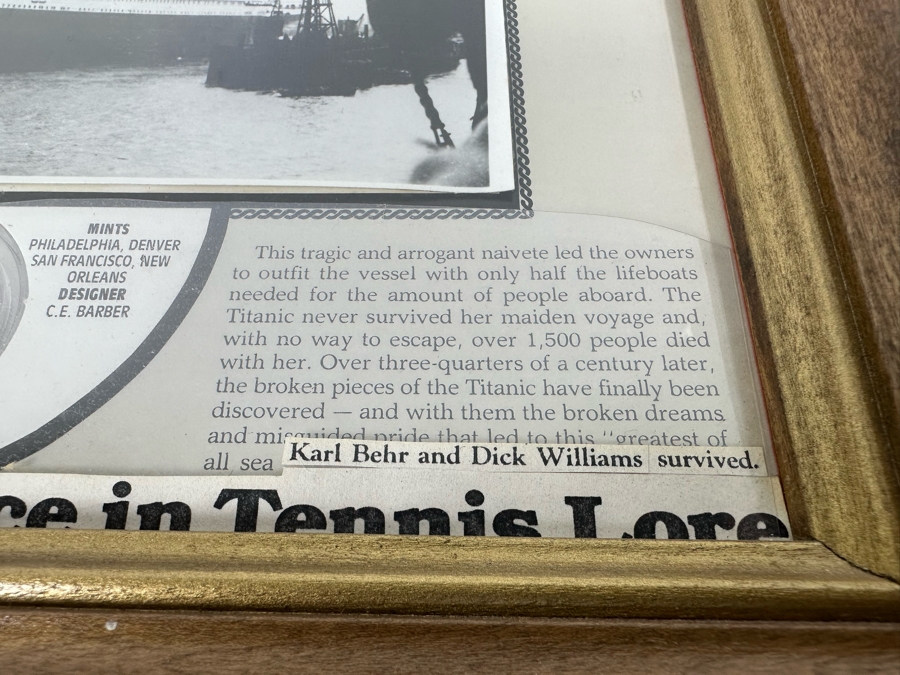 MINTS
PHILADELPHIA, DENVER
SAN FRANCISCO, NEW
ORLEANS
DESIGNER
C.E. BARBER
This tragic and arrogant naivete led the owners
to outfit the vessel with only half the lifeboats
needed for the amount of people aboard. The
Titanic never survived her maiden voyage and,
with no way to escape, over 1,500 people died
with her. Over three-quarters of a century later,
the broken pieces of the Titanic have finally been
discovered — and with them the broken dreams
and misguided pride that led to this "greatest of
all sea
Karl Behr and Dick Williams survived.
ce in Tennis Lore